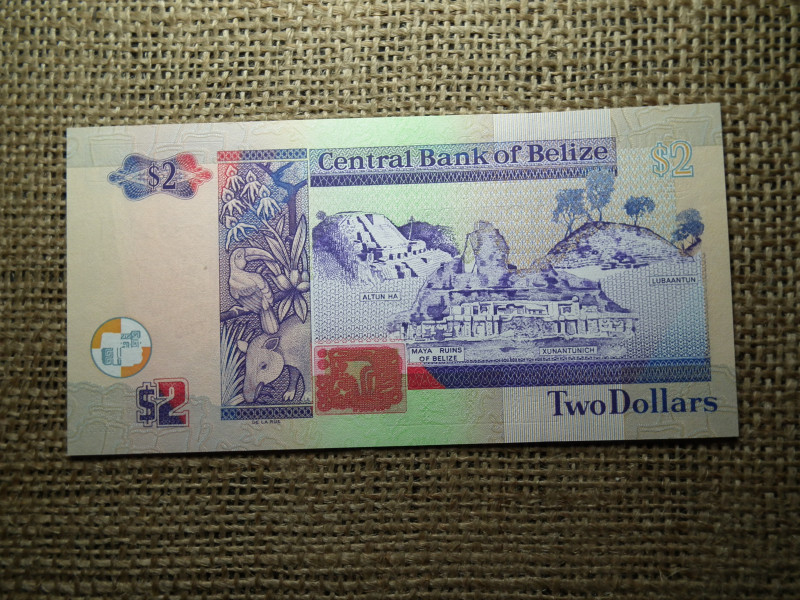 Central Bank of Belize
$2
$2
ALTUN HA
LUBAANTUN
MAYA RUINS
OF BELIZE
XUNANTUNICH
$2
Two Dollars
DE LA RUE